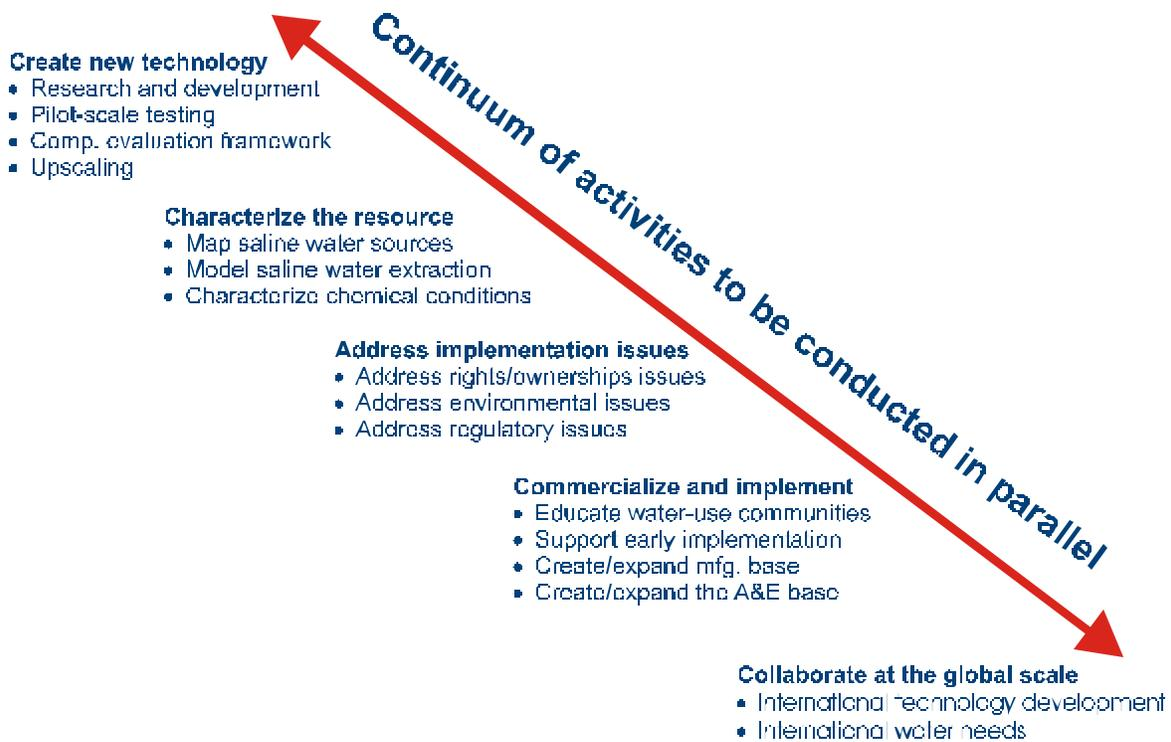 Continuum of activities to be conducted in parallel
Create new technology
• Research and development
• Pilot-scale testing
• Comp. evaluation framework
• Upscaling
Characterize the resource
• Map saline water sources
• Model saline water extraction
• Characterize chemical conditions
Address implementation issues
• Address rights/ownerships issues
• Address environmental issues
• Address regulatory issues
Commercialize and implement
• Educate water-use communities
• Support early implementation
• Create/expand mfg. base
• Create/expand the A&E base
Collaborate at the global scale
• International technology development
• International water needs